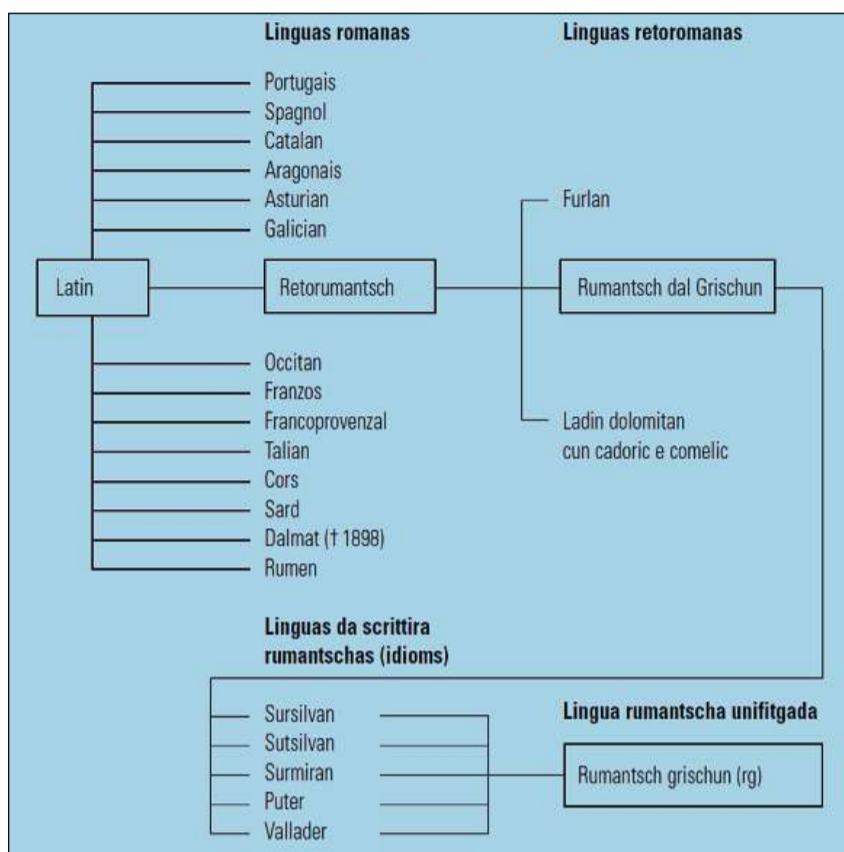 Linguas romanas
Linguas retoromanas
Portugais
Spagnol
Catalan
Aragonais
Asturian
Galician
Furlan
Latin
Retorumantsch
Rumantsch dal Grischun
Occitan
Franzos
Francoprovenzal
Talian
Cors
Sard
Dalmat († 1898)
Rumen
Ladin dolomitan
cun cadoric e comelic
Linguas da scrittira
rumantschas (idioms)
Sursilvan
Sutsilvan
Surmiran
Puter
Vallader
Lingua rumantscha unifitgada
Rumantsch grischun (rg)